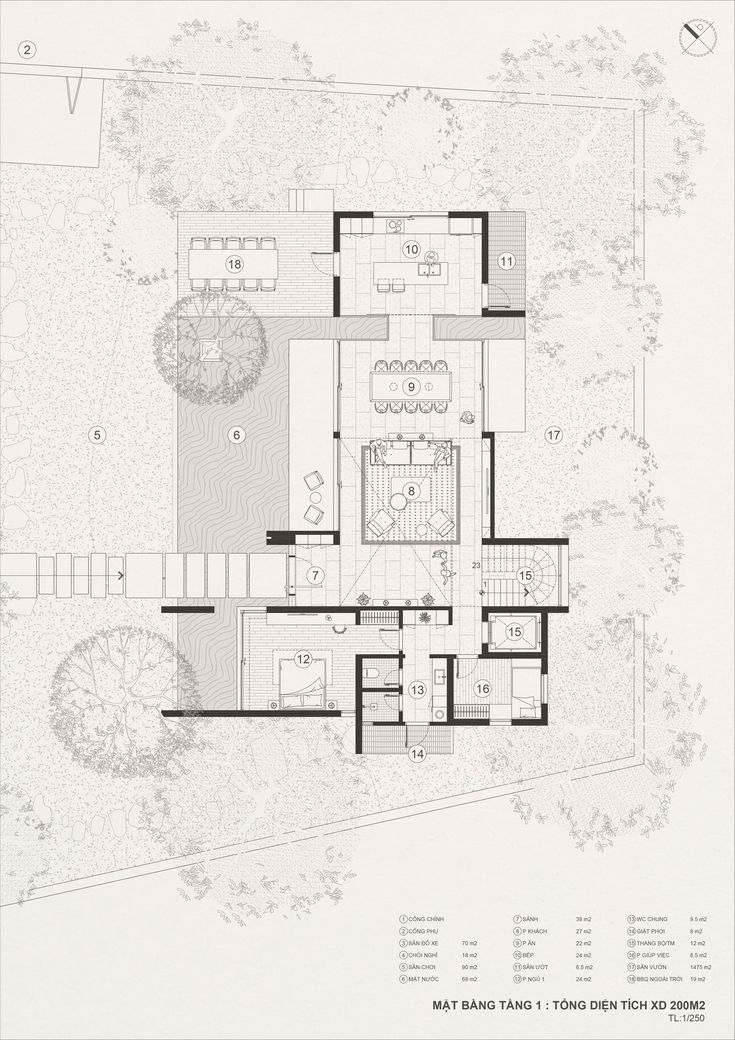 2
10
11
18
9
5
6
17
8
7
23
1
15
15
12
13
16
14
1 CỔNG CHÍNH
2 CỔNG PHỤ
3 SÂN ĐỖ XE 70 m2
4 CHÒI NGHỈ 18 m2
5 SÂN CHƠI 90 m2
6 MẶT NƯỚC 68 m2
7 SẢNH 38 m2
8 P KHÁCH 27 m2
9 P ĂN 22 m2
10 BẾP 24 m2
11 SÂN ƯỚT 6.5 m2
12 P NGỦ 1 24 m2
13 WC CHUNG 9.5 m2
14 GIẶT PHƠI 8 m2
15 THANG BỘ/TM 12 m2
16 P GIÚP VIỆC 8.5 m2
17 SÂN VƯỜN 1475 m2
18 BBQ NGOÀI TRỜI 19 m2
MẶT BẰNG TẦNG 1 : TỔNG DIỆN TÍCH XD 200M2
TL:1/250